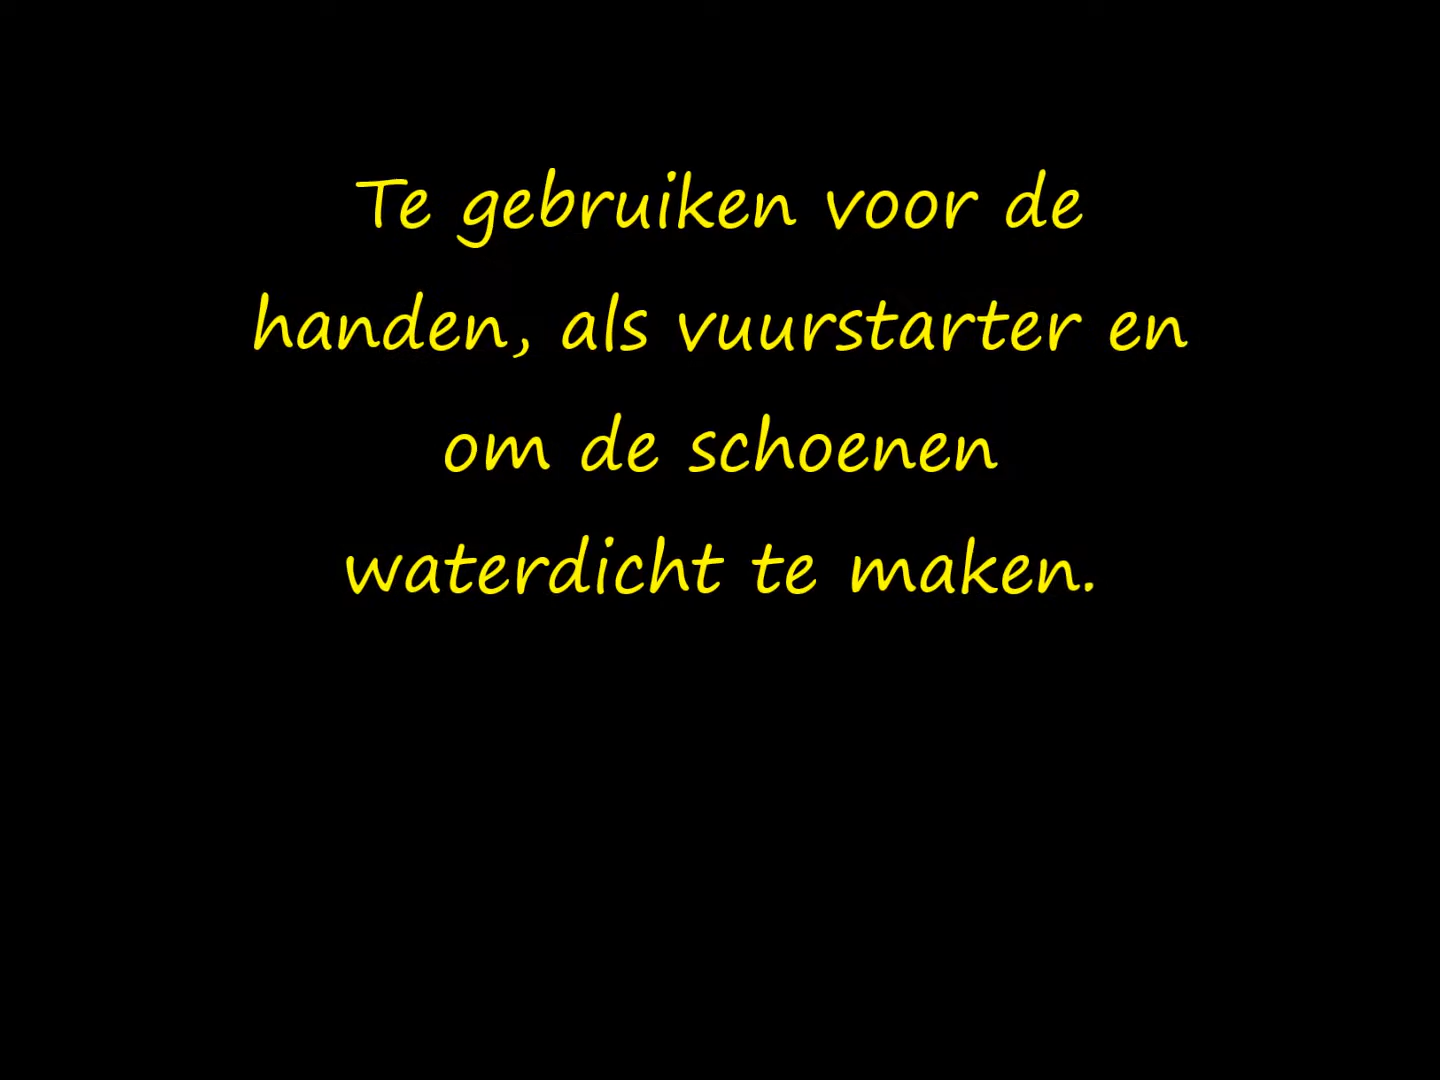 Te gebruiken voor de
handen, als vuurstarter en
om de schoenen
waterdicht te maken.